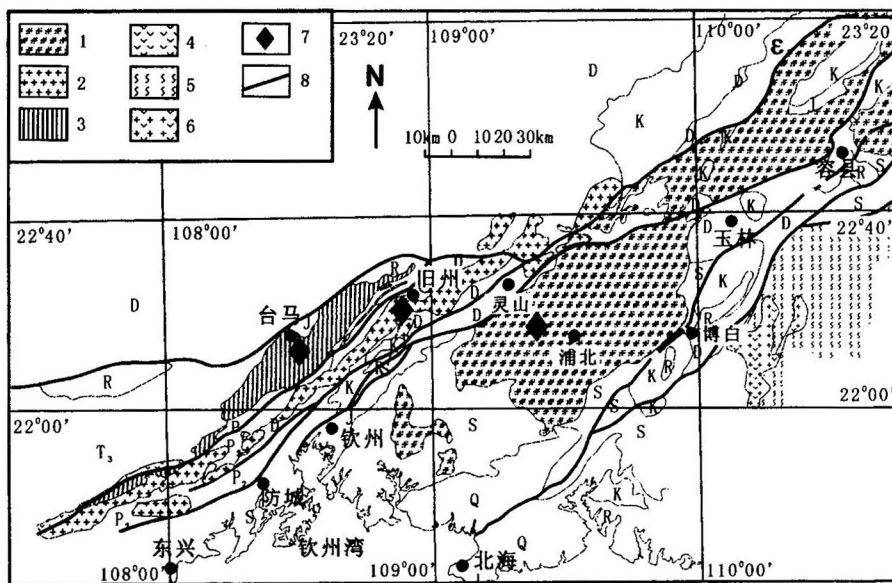 1
4
7
2
5
8
3
6
23°20′
109°00′
110°00′
23°20′
N
10km 0 10 20 30km
D
K
D
ε
K
J
K
D
K
K
容县
R
S
S
22°40′
108°00′
D
D
K
D
玉林
22°40′
D
R
旧州
D
灵山
D
S
K
台马
J
D
D
浦北
R
博白
D
R
K
K
K
R
S
K
22°00′
P
D
钦州
S
S
S
22°00′
T₃
P
P
防城
P
S
Q
K
R
东兴
钦州湾
Q
北海
108°00′
109°00′
110°00′